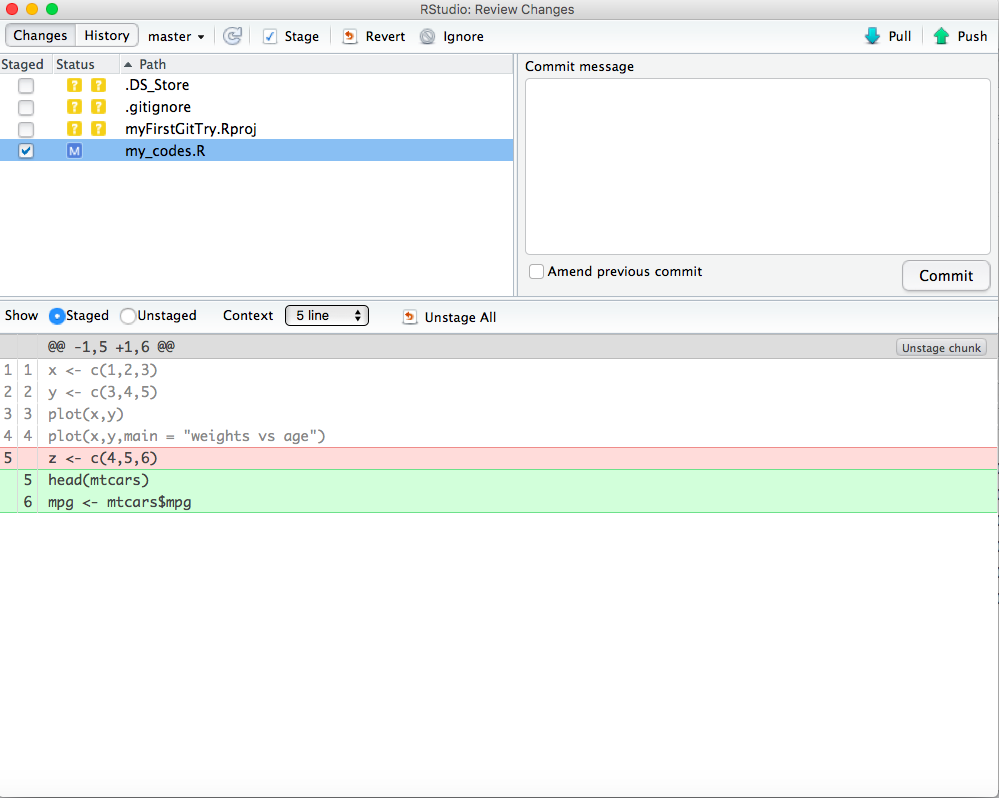 RStudio: Review Changes
Changes History master Stage Revert Ignore Pull Push
Staged Status Path
Commit message
? ? .DS_Store
? ? .gitignore
? ? myFirstGitTry.Rproj
M my_codes.R
Amend previous commit
Commit
Show Staged Unstaged Context 5 line Unstage All
@@ -1,5 +1,6 @@ Unstage chunk
1 1 x <- c(1,2,3)
2 2 y <- c(3,4,5)
3 3 plot(x,y)
4 4 plot(x,y,main = "weights vs age")
5 z <- c(4,5,6)
5 head(mtcars)
6 mpg <- mtcars$mpg